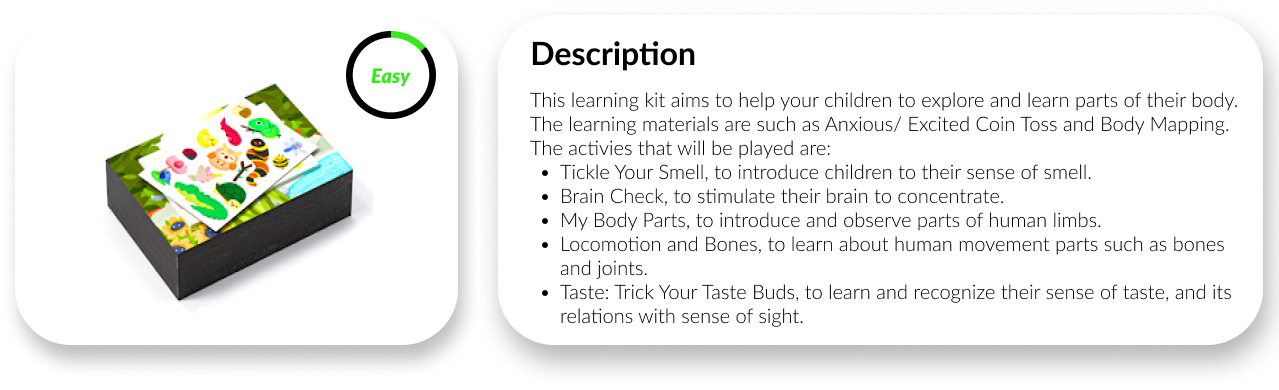 Easy
Description
This learning kit aims to help your children to explore and learn parts of their body.
The learning materials are such as Anxious/ Excited Coin Toss and Body Mapping.
The activies that will be played are:
• Tickle Your Smell, to introduce children to their sense of smell.
• Brain Check, to stimulate their brain to concentrate.
• My Body Parts, to introduce and observe parts of human limbs.
• Locomotion and Bones, to learn about human movement parts such as bones
and joints.
• Taste: Trick Your Taste Buds, to learn and recognize their sense of taste, and its
relations with sense of sight.